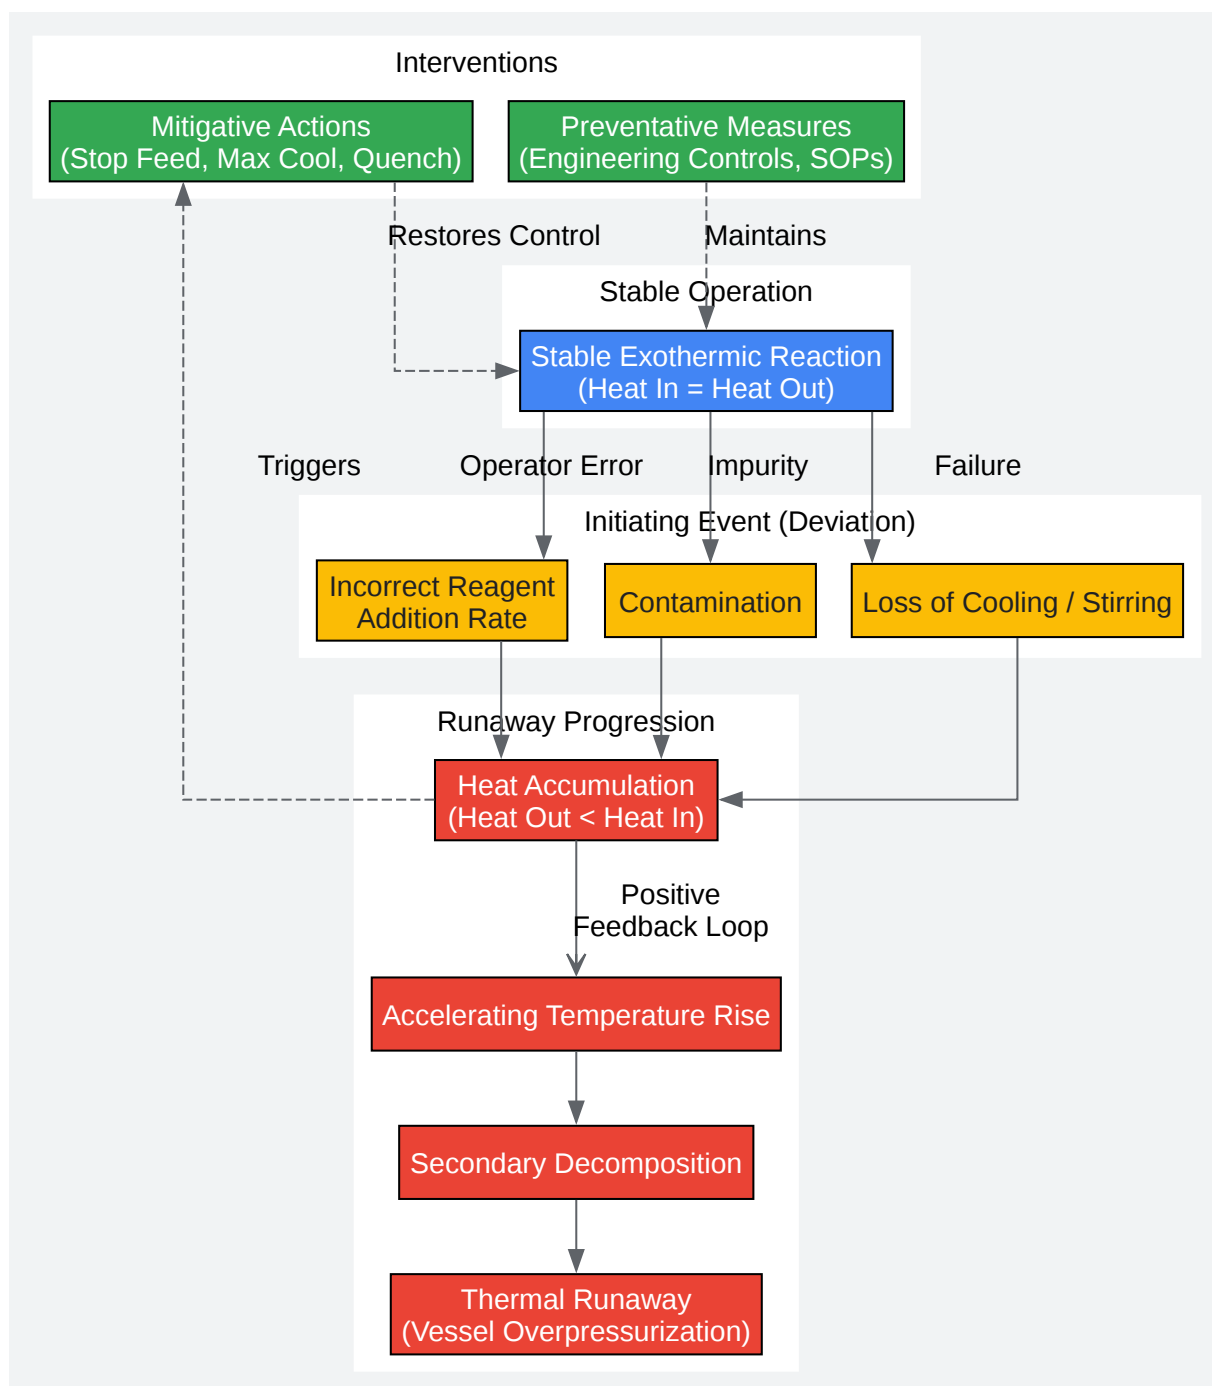 Interventions
Mitigative Actions
(Stop Feed, Max Cool, Quench)
Preventative Measures
(Engineering Controls, SOPs)
Restores Control
Maintains
Stable Operation
Stable Exothermic Reaction
(Heat In = Heat Out)
Triggers
Operator Error
Impurity
Failure
Initiating Event (Deviation)
Incorrect Reagent
Addition Rate
Contamination
Loss of Cooling / Stirring
Runaway Progression
Heat Accumulation
(Heat Out < Heat In)
Positive
Feedback Loop
Accelerating Temperature Rise
Secondary Decomposition
Thermal Runaway
(Vessel Overpressurization)